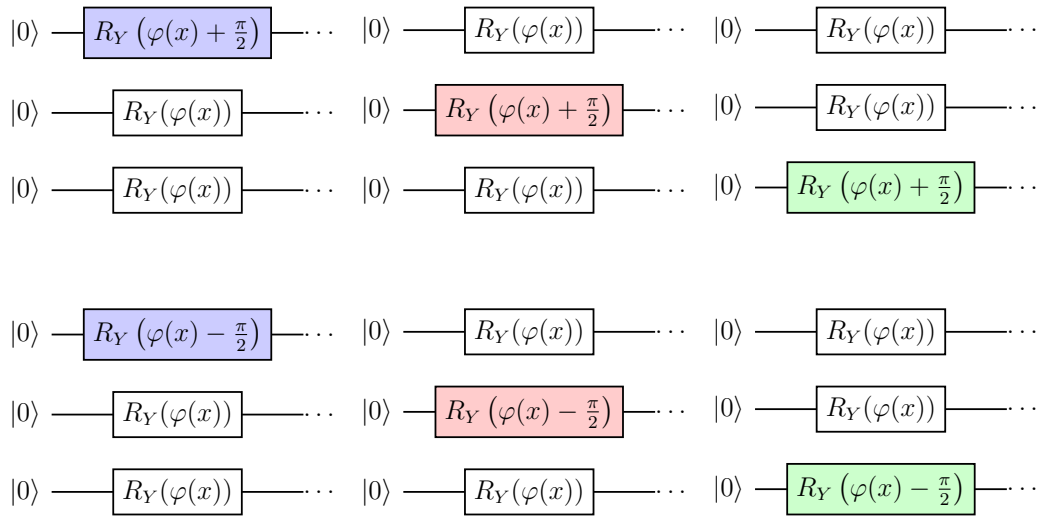 |0⟩ R_Y (φ(x) + π/2) ··· |0⟩ R_Y(φ(x)) ··· |0⟩ R_Y(φ(x)) ···
|0⟩ R_Y(φ(x)) ··· |0⟩ R_Y (φ(x) + π/2) ··· |0⟩ R_Y(φ(x)) ···
|0⟩ R_Y(φ(x)) ··· |0⟩ R_Y(φ(x)) ··· |0⟩ R_Y (φ(x) + π/2) ···
|0⟩ R_Y (φ(x) − π/2) ··· |0⟩ R_Y(φ(x)) ··· |0⟩ R_Y(φ(x)) ···
|0⟩ R_Y(φ(x)) ··· |0⟩ R_Y (φ(x) − π/2) ··· |0⟩ R_Y(φ(x)) ···
|0⟩ R_Y(φ(x)) ··· |0⟩ R_Y(φ(x)) ··· |0⟩ R_Y (φ(x) − π/2) ···